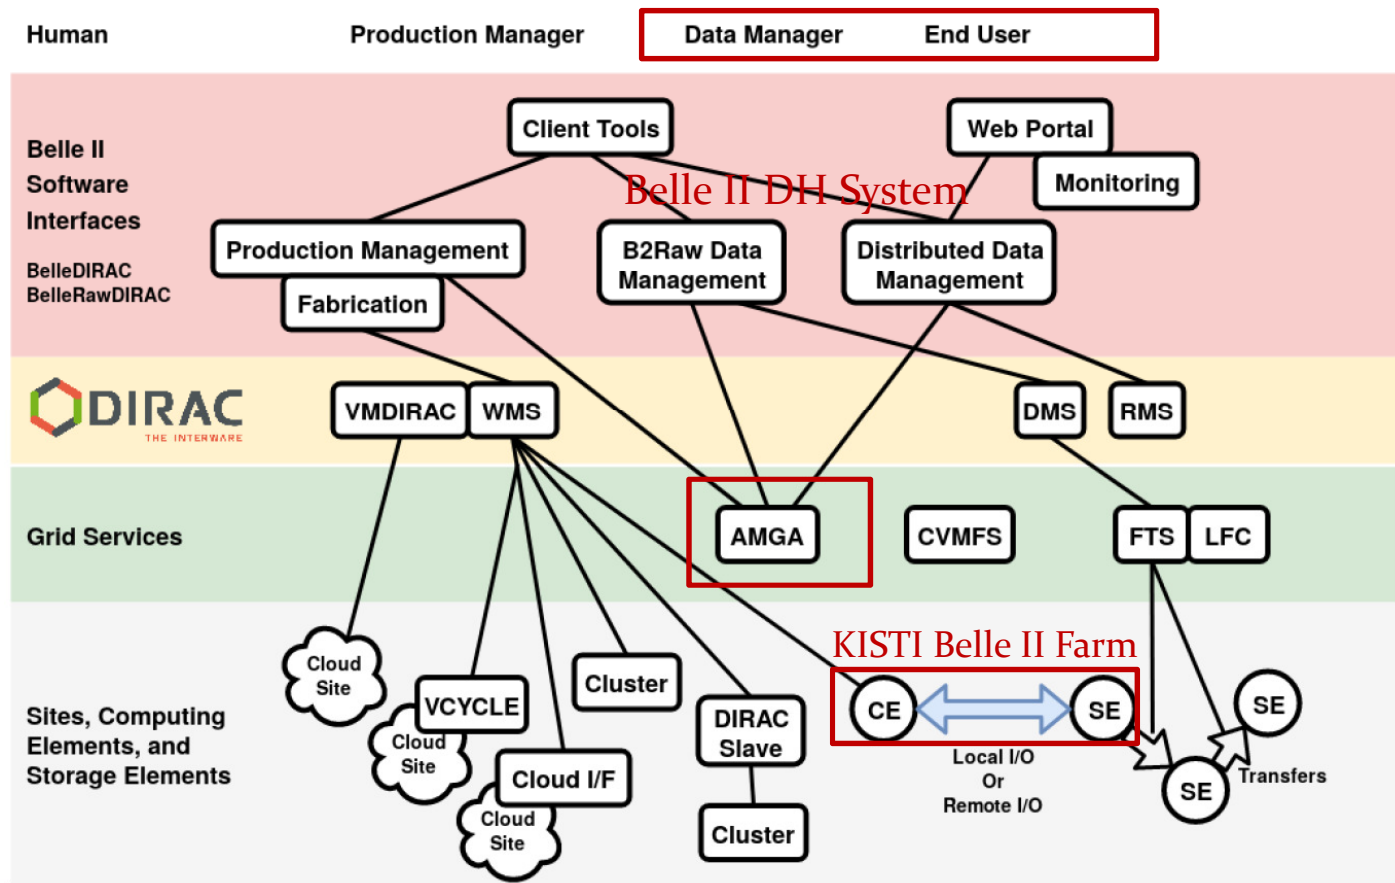 Human
Production Manager
Data Manager
End User
Client Tools
Web Portal
Monitoring
Belle II
Software
Interfaces
BelleDIRAC
BelleRawDIRAC
Belle II DH System
Production Management
Fabrication
B2Raw Data
Management
Distributed Data
Management
DIRAC
THE INTERWARE
VMDIRAC
WMS
DMS
RMS
Grid Services
AMGA
CVMFS
FTS
LFC
KISTI Belle II Farm
Sites, Computing
Elements, and
Storage Elements
Cloud
Site
VCYCLE
Cloud
Site
Cloud I/F
Cloud
Site
Cluster
DIRAC
Slave
Cluster
CE
SE
Local I/O
Or
Remote I/O
SE
SE
Transfers